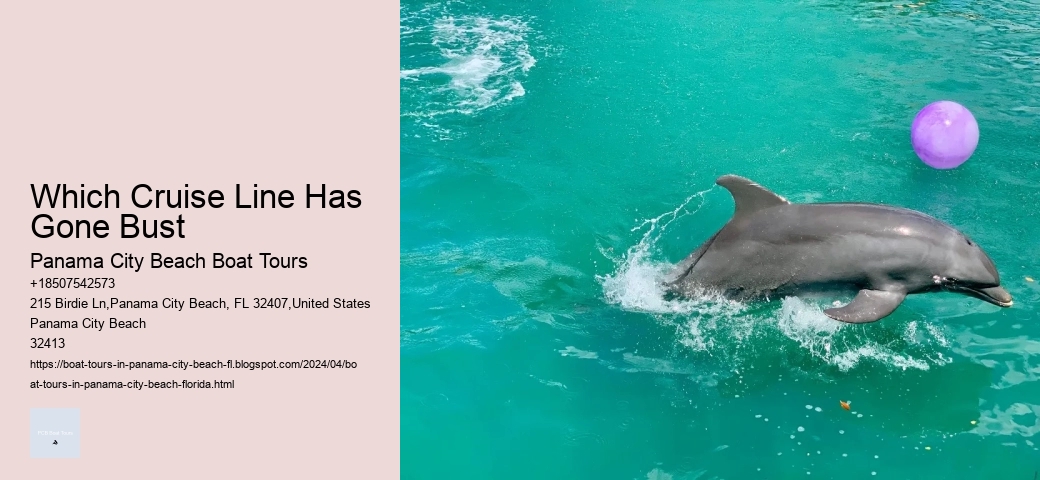 Which Cruise Line Has
Gone Bust
Panama City Beach Boat Tours
+18507542573
215 Birdie Ln,Panama City Beach, FL 32407,United States
Panama City Beach
32413
https://boat-tours-in-panama-city-beach-fl.blogspot.com/2024/04/bo
at-tours-in-panama-city-beach-florida.html